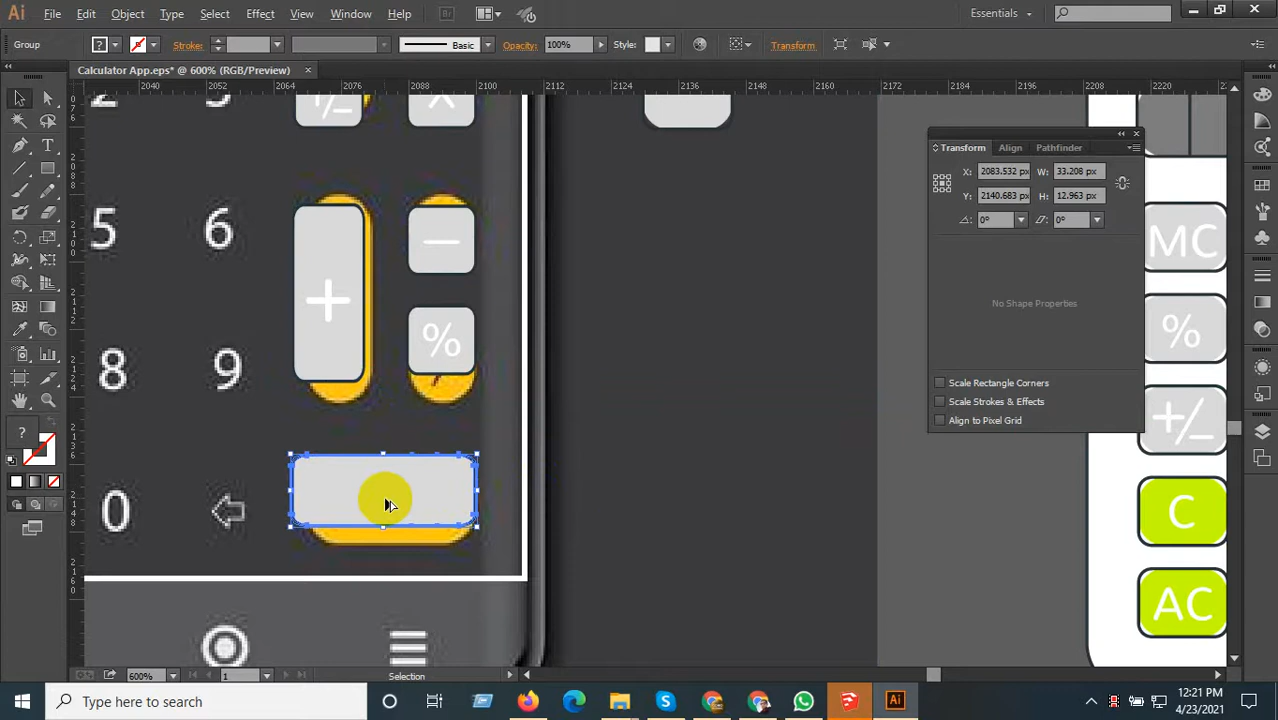 Ai File Edit Object Type Select Effect View Window Help Br Essentials
Group Stroke: Basic Opacity: 100% Style: Transform
Calculator App.eps* @ 600% (RGB/Preview) ×
2040 2052 2064 2076 2088 2100 2112 2124 2136 2148 2160 2172 2184 2196 2208 2220
+/− ×
Transform Align Pathfinder
X: 2083.532 px W: 33.208 px
Y: 2140.683 px H: 12.963 px
0° 0°
5 6 −
MC
+
No Shape Properties
%
8 9 %
Scale Rectangle Corners
Scale Strokes & Effects
Align to Pixel Grid
+/−
0
C
AC
600% 1 Selection
Type here to search
12:21 PM
4/23/2021